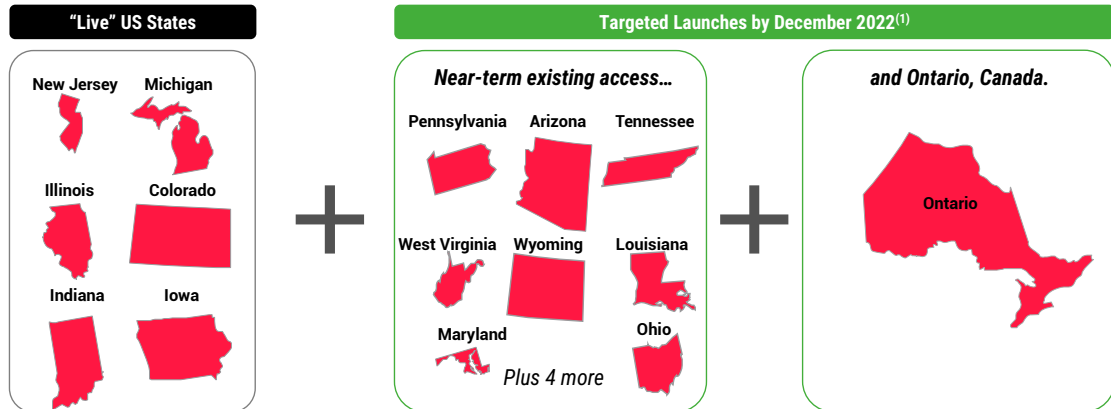 “Live” US States
Targeted Launches by December 2022(1)
New Jersey
Michigan
Illinois
Colorado
Indiana
Iowa
Near-term existing access…
Pennsylvania
Arizona
Tennessee
West Virginia
Wyoming
Louisiana
Maryland
Ohio
Plus 4 more
and Ontario, Canada.
Ontario